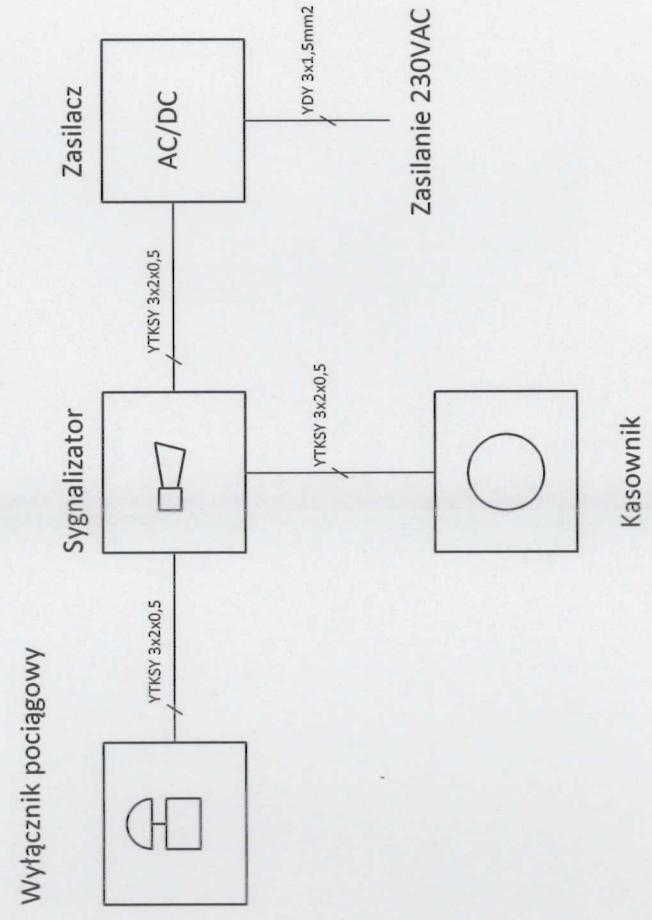 Wyłącznik pociągowy
Sygnalizator
Zasilacz
YTKSY 3x2x0,5
YTKSY 3x2x0,5
AC/DC
YTKSY 3x2x0,5
YDY 3x1,5mm2
Kasownik
Zasilanie 230VAC